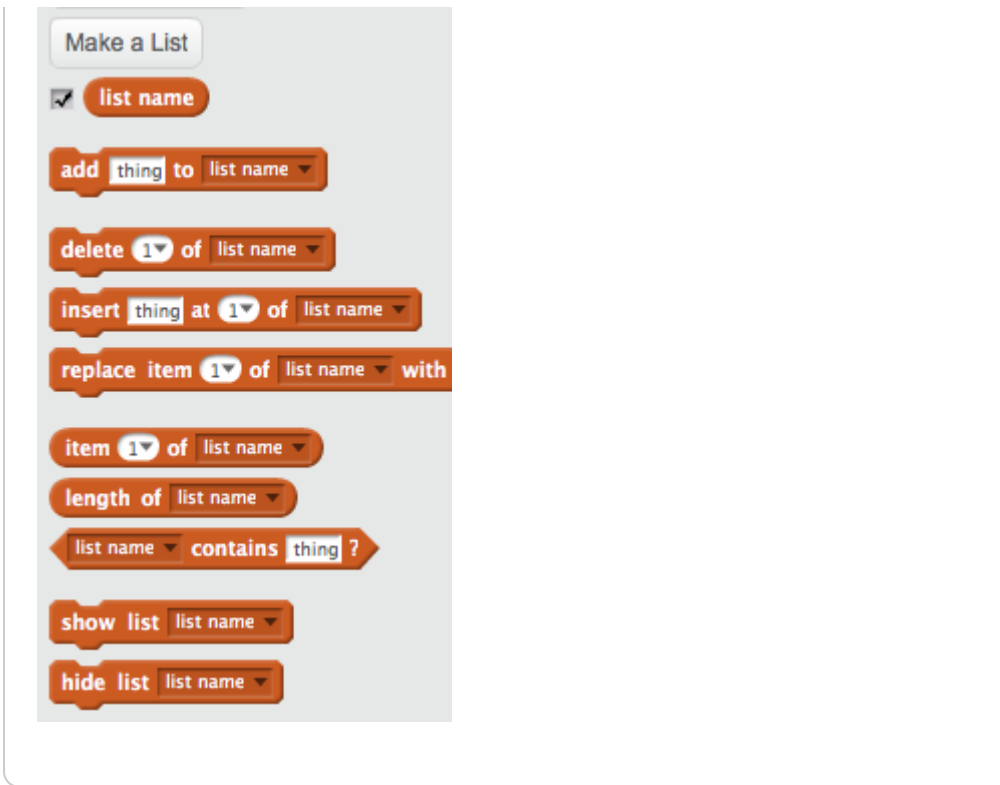 Make a List
list name
add thing to list name
delete 1 of list name
insert thing at 1 of list name
replace item 1 of list name with
item 1 of list name
length of list name
list name contains thing ?
show list list name
hide list list name